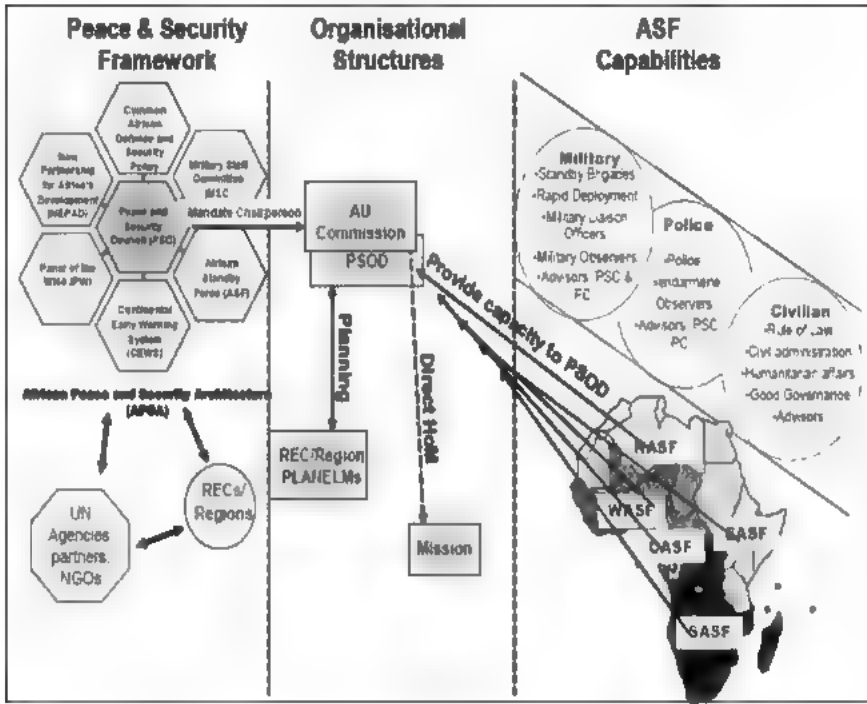 Peace & Security
Framework
Organisational
Structures
ASF
Capabilities
Common
African
Defence and
Security
Policy
New
Partnership
for Africa's
Development
(NEPAD)
Military Staff
Committee
(MSC
Peace and
Security
Council (PSC)
Panel of the
Wise (PW)
African
Standby
Force (ASF)
Continental
Early Warning
System
(CEWS)
Mandate Chairperson
African Peace and Security Architecture
(APSA)
UN
Agencies
partners,
NGOs
RECs/
Regions
AU
Commission
PSOD
Planning
Direct HoM
REC/Region
PLANELMs
Mission
Provide capacity to PSOD
Military
•Standby Brigades
•Rapid Deployment
•Military Liaison
Officers
•Military Observers
•Advisors PSC &
Police
•Police
Observers
•Advisors PSC
Civilian
•Rule of Law
•Civil administration
•Humanitarian affairs
•Good Governance
•Advisors
NASF
WASF
EASF
SASF